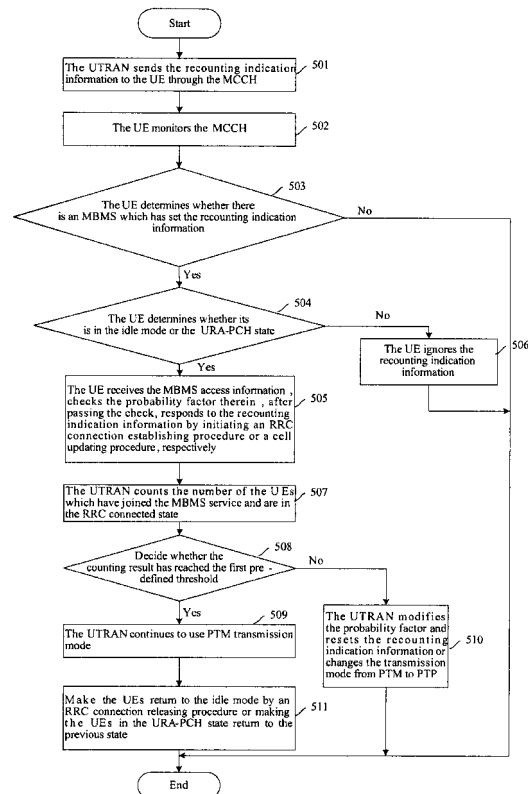 Start
The UTRAN sends the recounting indication
information to the UE through the MCCH
501
The UE monitors the MCCH
502
503
The UE determines whether there
is an MBMS which has set the recounting indication
information
No
Yes
504
The UE determines whether its
is in the idle mode or the URA-PCH state
No
Yes
The UE ignores the
recounting indication
information
506
The UE receives the MBMS access information ,
checks the probability factor therein , after
passing the check, responds to the recounting
indication information by initiating an RRC
connection establishing procedure or a cell
updating procedure, respectively
505
The UTRAN counts the number of the UEs
which have joined the MBMS service and are in
the RRC connected state
507
508
Decide whether the
counting result has reached the first pre -
defined threshold
No
Yes
509
The UTRAN continues to use PTM transmission
mode
The UTRAN modifies
the probability factor and
resets the recounting
indication information or
changes the transmission
mode from PTM to PTP
510
Make the UEs return to the idle mode by an
RRC connection releasing procedure or making
the UEs in the URA-PCH state return to the
previous state
511
End